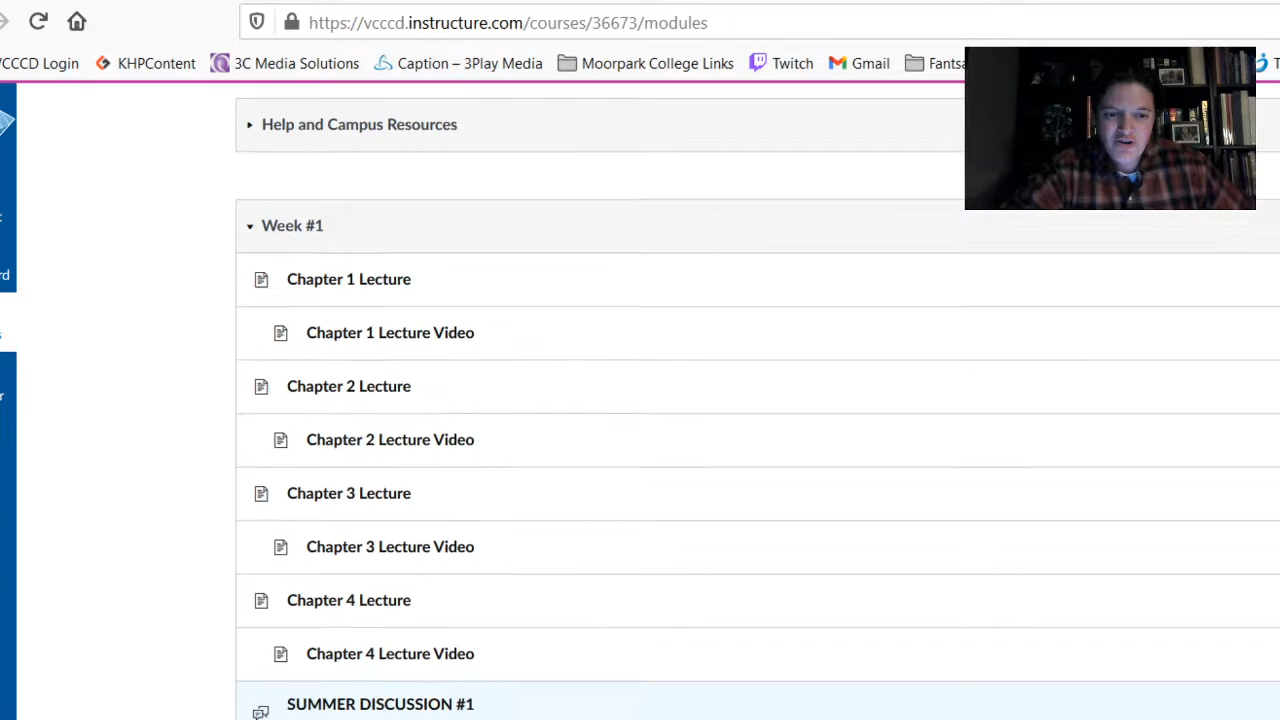 https://vcccd.instructure.com/courses/36673/modules
VCCCD Login KHPContent 3C Media Solutions Caption – 3Play Media Moorpark College Links Twitch Gmail Fantsa
Help and Campus Resources
Week #1
Chapter 1 Lecture
Chapter 1 Lecture Video
Chapter 2 Lecture
Chapter 2 Lecture Video
Chapter 3 Lecture
Chapter 3 Lecture Video
Chapter 4 Lecture
Chapter 4 Lecture Video
SUMMER DISCUSSION #1